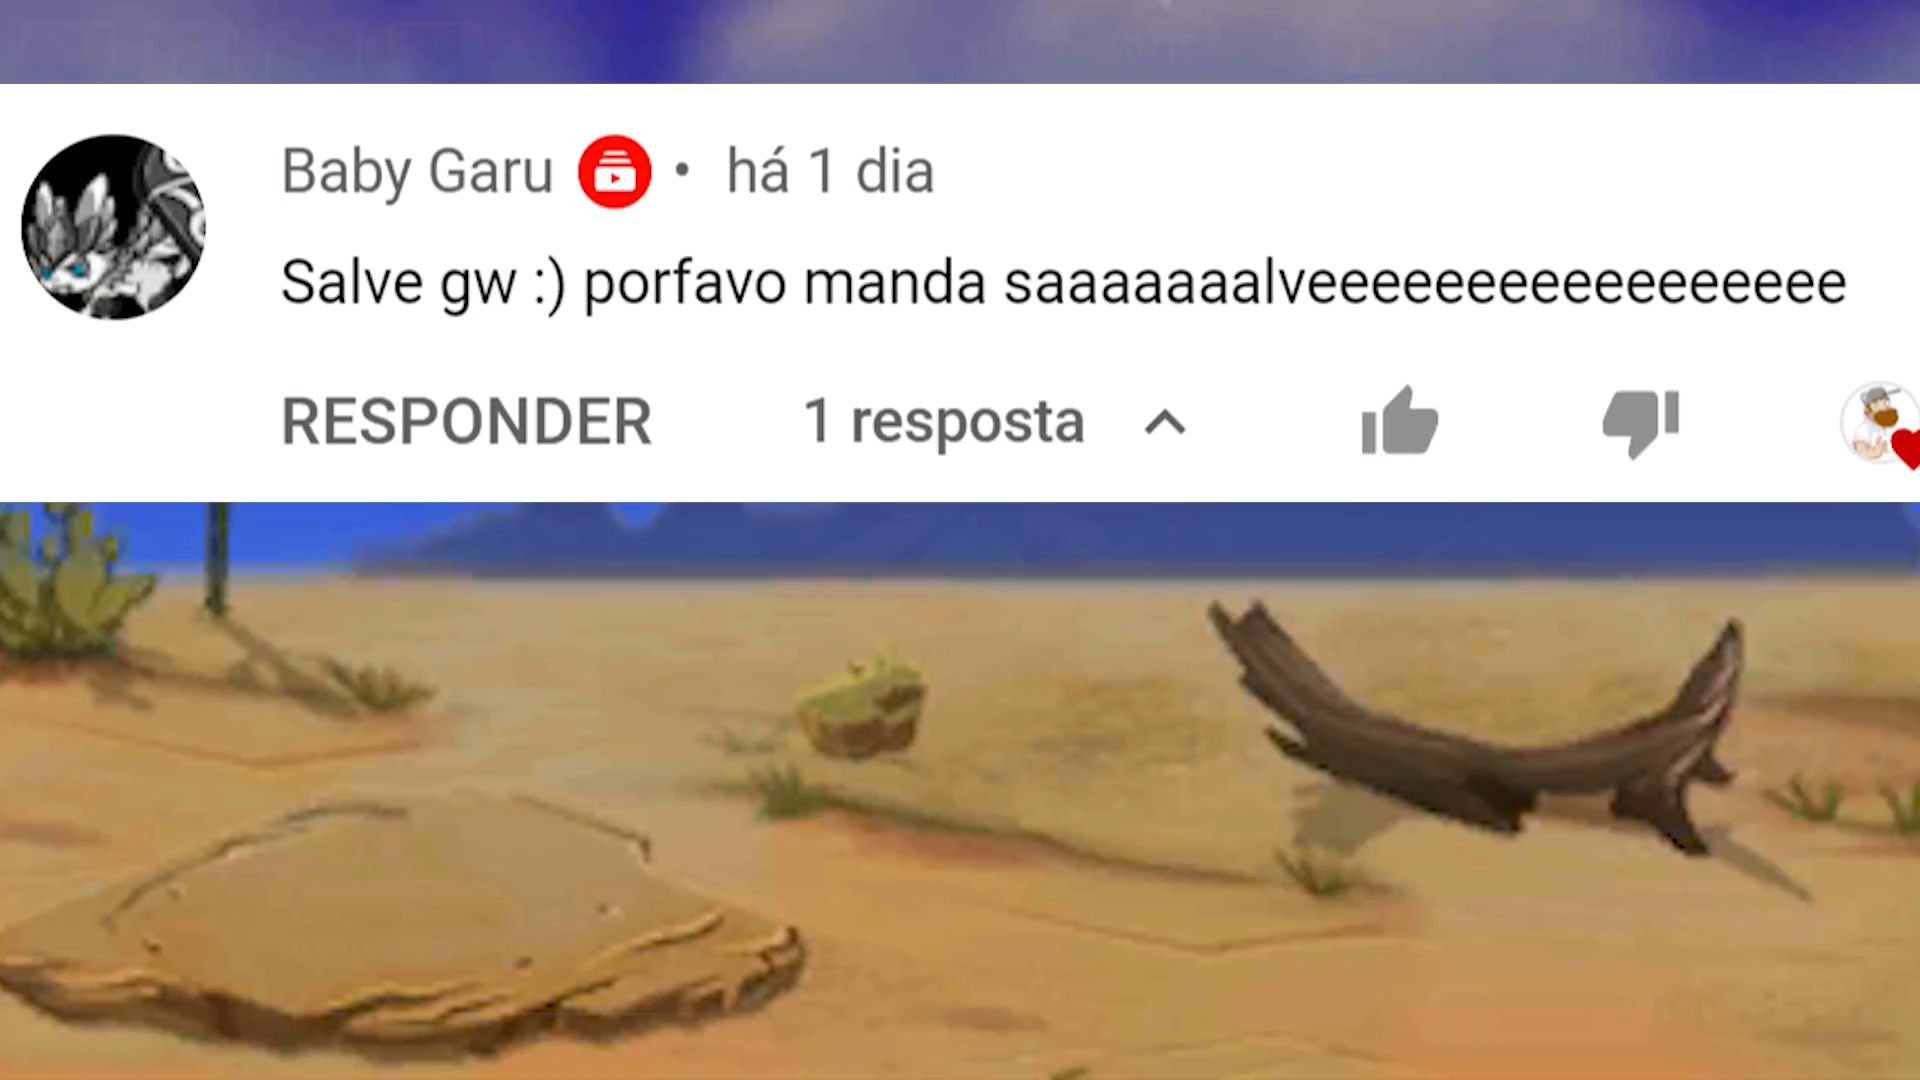 Baby Garu • há 1 dia
Salve gw :) porfavo manda saaaaaaalveeeeeeeeeeeeeeeee
RESPONDER 1 resposta